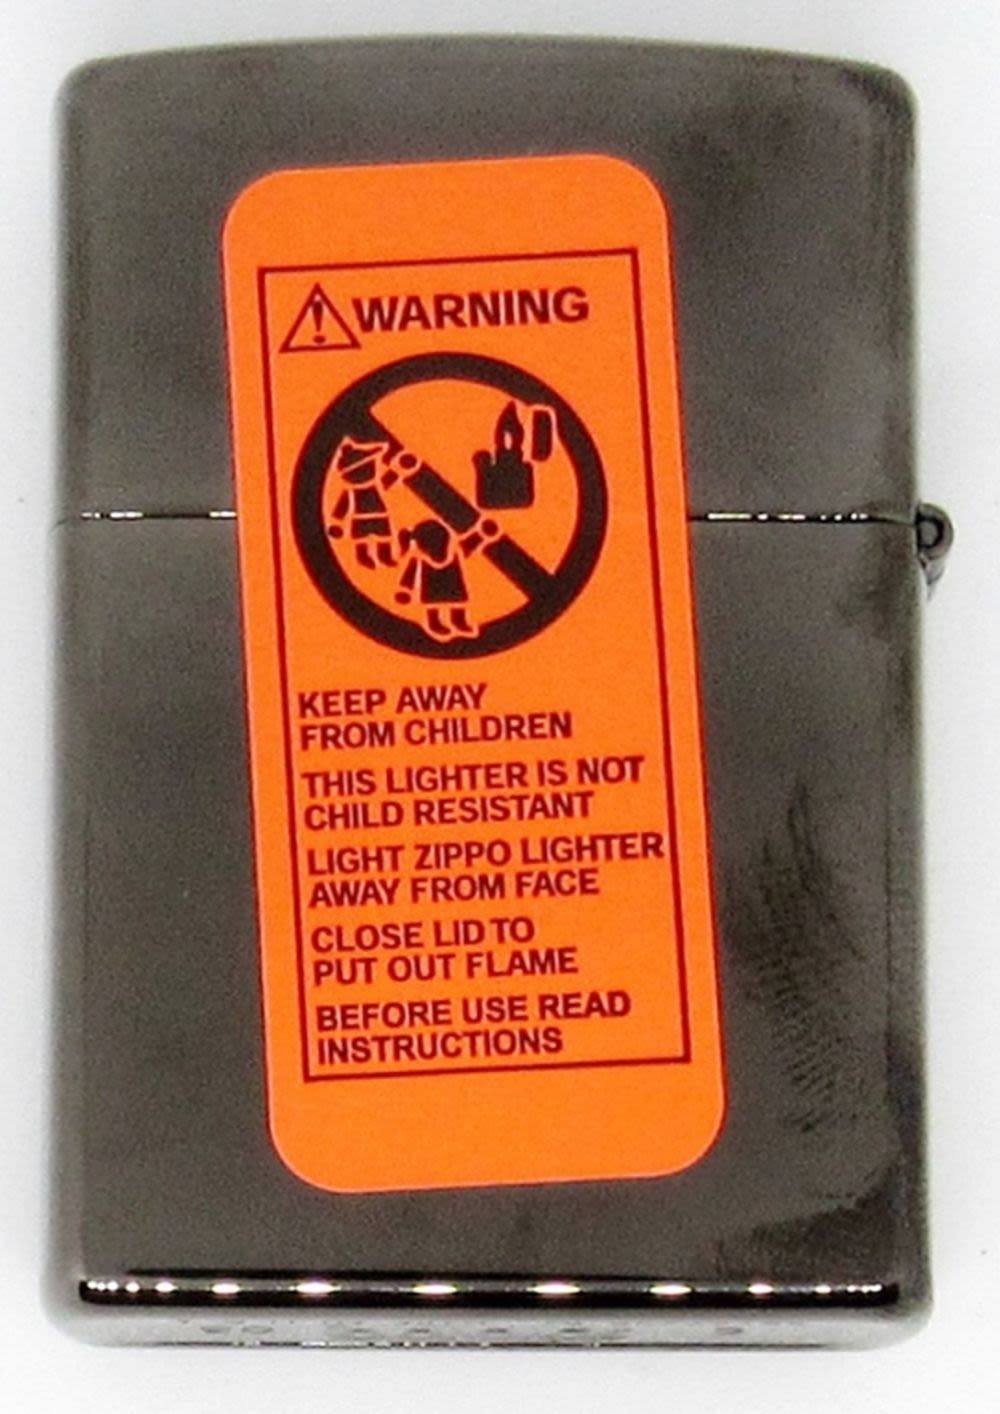 WARNING
KEEP AWAY
FROM CHILDREN
THIS LIGHTER IS NOT
CHILD RESISTANT
LIGHT ZIPPO LIGHTER
AWAY FROM FACE
CLOSE LID TO
PUT OUT FLAME
BEFORE USE READ
INSTRUCTIONS